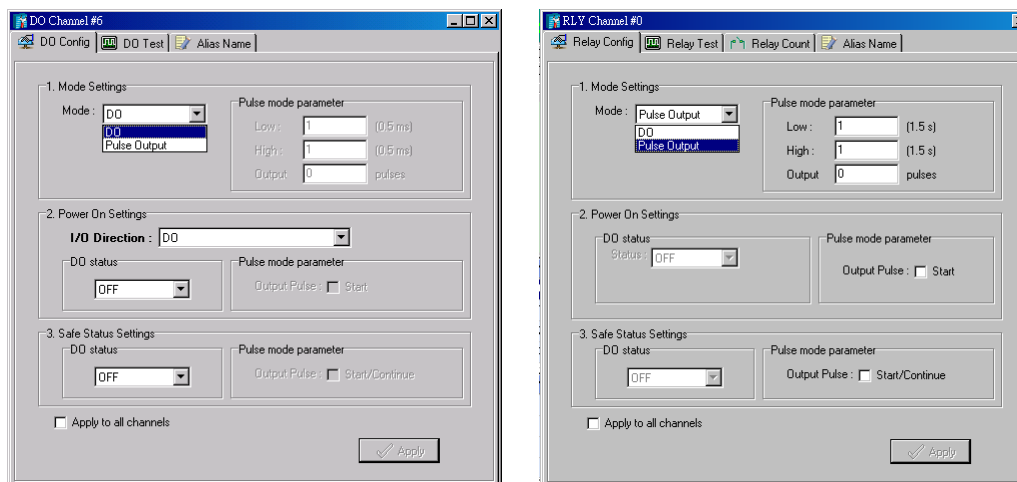 DO Channel #6
DO Config DO Test Alias Name
1. Mode Settings
Mode : DO
DO
Pulse Output
Pulse mode parameter
Low : 1 (0.5 ms)
High : 1 (0.5 ms)
Output 0 pulses
2. Power On Settings
I/O Direction : DO
DO status
OFF
Pulse mode parameter
Output Pulse : Start
3. Safe Status Settings
DO status
OFF
Pulse mode parameter
Output Pulse : Start/Continue
Apply to all channels
Apply
RLY Channel #0
Relay Config Relay Test Relay Count Alias Name
1. Mode Settings
Mode : Pulse Output
DO
Pulse Output
Pulse mode parameter
Low : 1 (1.5 s)
High : 1 (1.5 s)
Output 0 pulses
2. Power On Settings
DO status
Status : OFF
Pulse mode parameter
Output Pulse : Start
3. Safe Status Settings
DO status
OFF
Pulse mode parameter
Output Pulse : Start/Continue
Apply to all channels
Apply